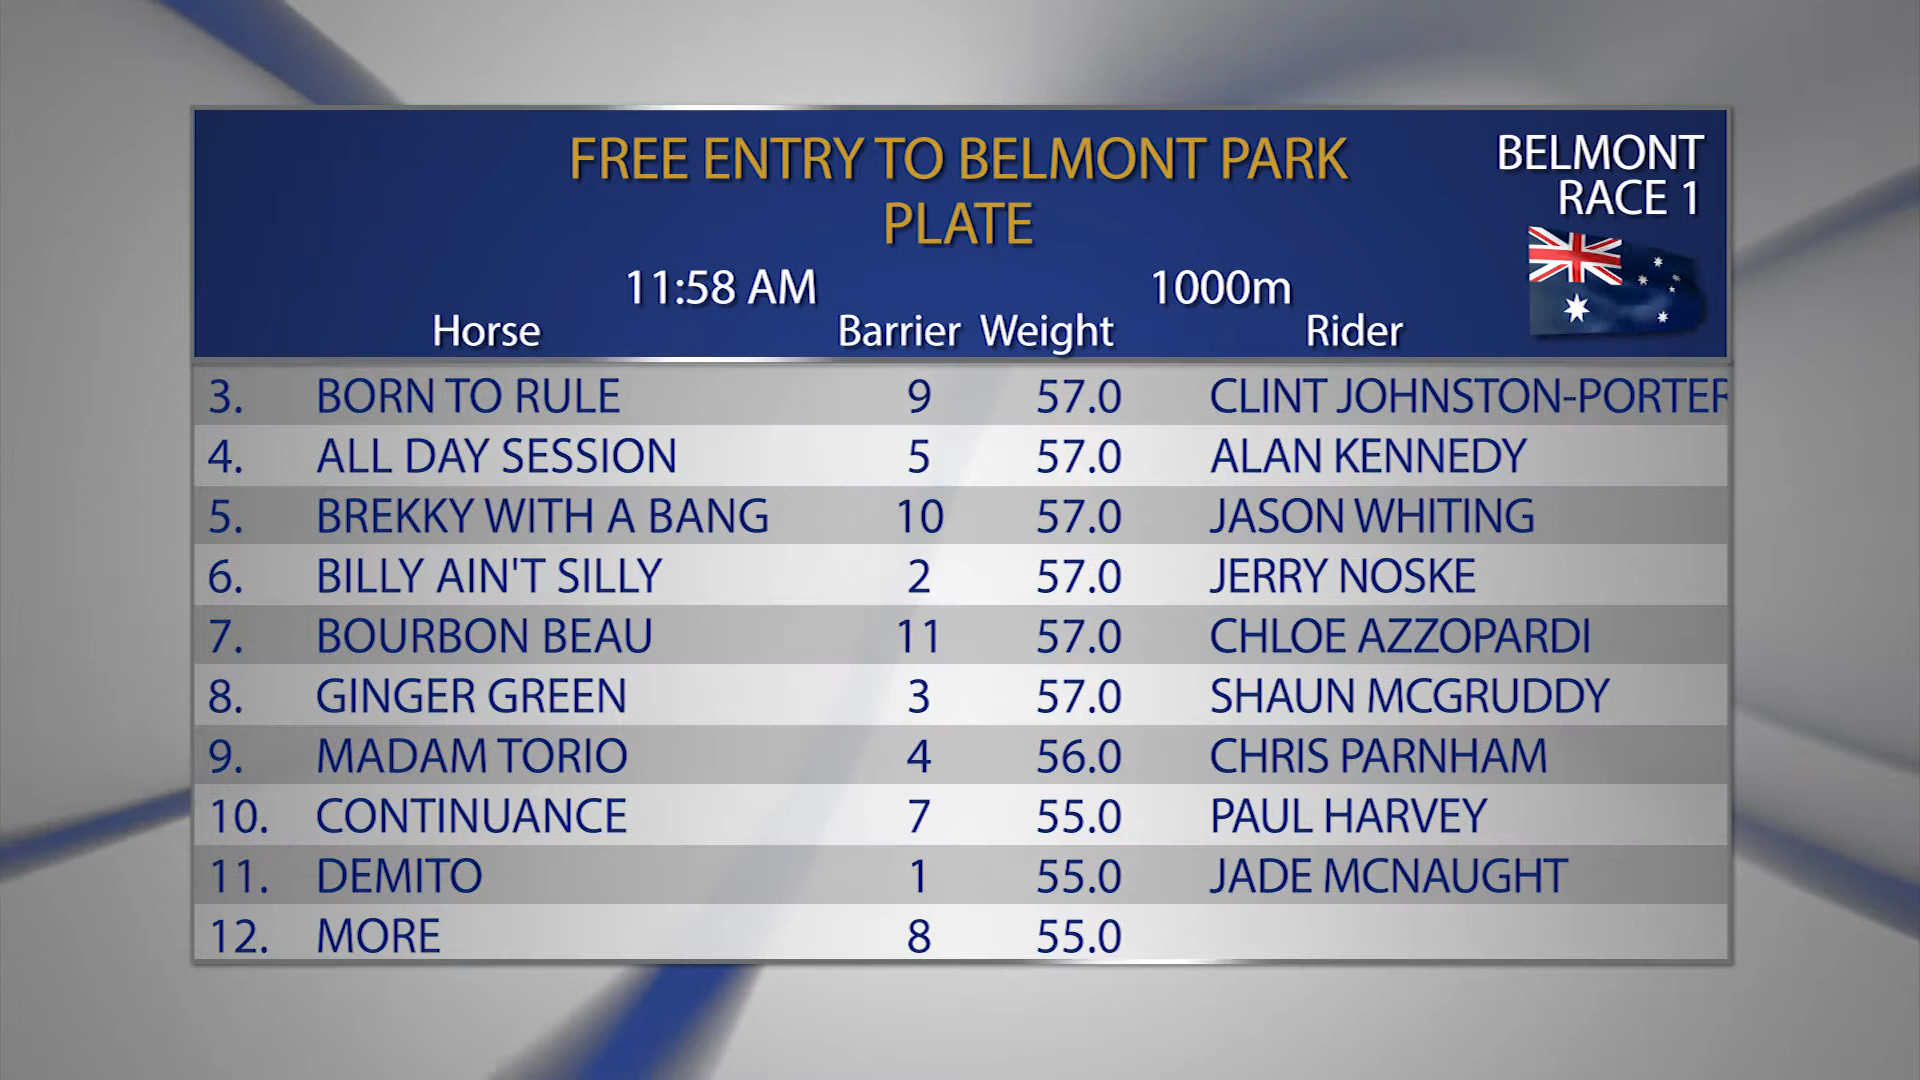 FREE ENTRY TO BELMONT PARK
PLATE
BELMONT
RACE 1
11:58 AM 1000m
Horse Barrier Weight Rider
3. BORN TO RULE 9 57.0 CLINT JOHNSTON-PORTER
4. ALL DAY SESSION 5 57.0 ALAN KENNEDY
5. BREKKY WITH A BANG 10 57.0 JASON WHITING
6. BILLY AIN'T SILLY 2 57.0 JERRY NOSKE
7. BOURBON BEAU 11 57.0 CHLOE AZZOPARDI
8. GINGER GREEN 3 57.0 SHAUN MCGRUDDY
9. MADAM TORIO 4 56.0 CHRIS PARNHAM
10. CONTINUANCE 7 55.0 PAUL HARVEY
11. DEMITO 1 55.0 JADE MCNAUGHT
12. MORE 8 55.0